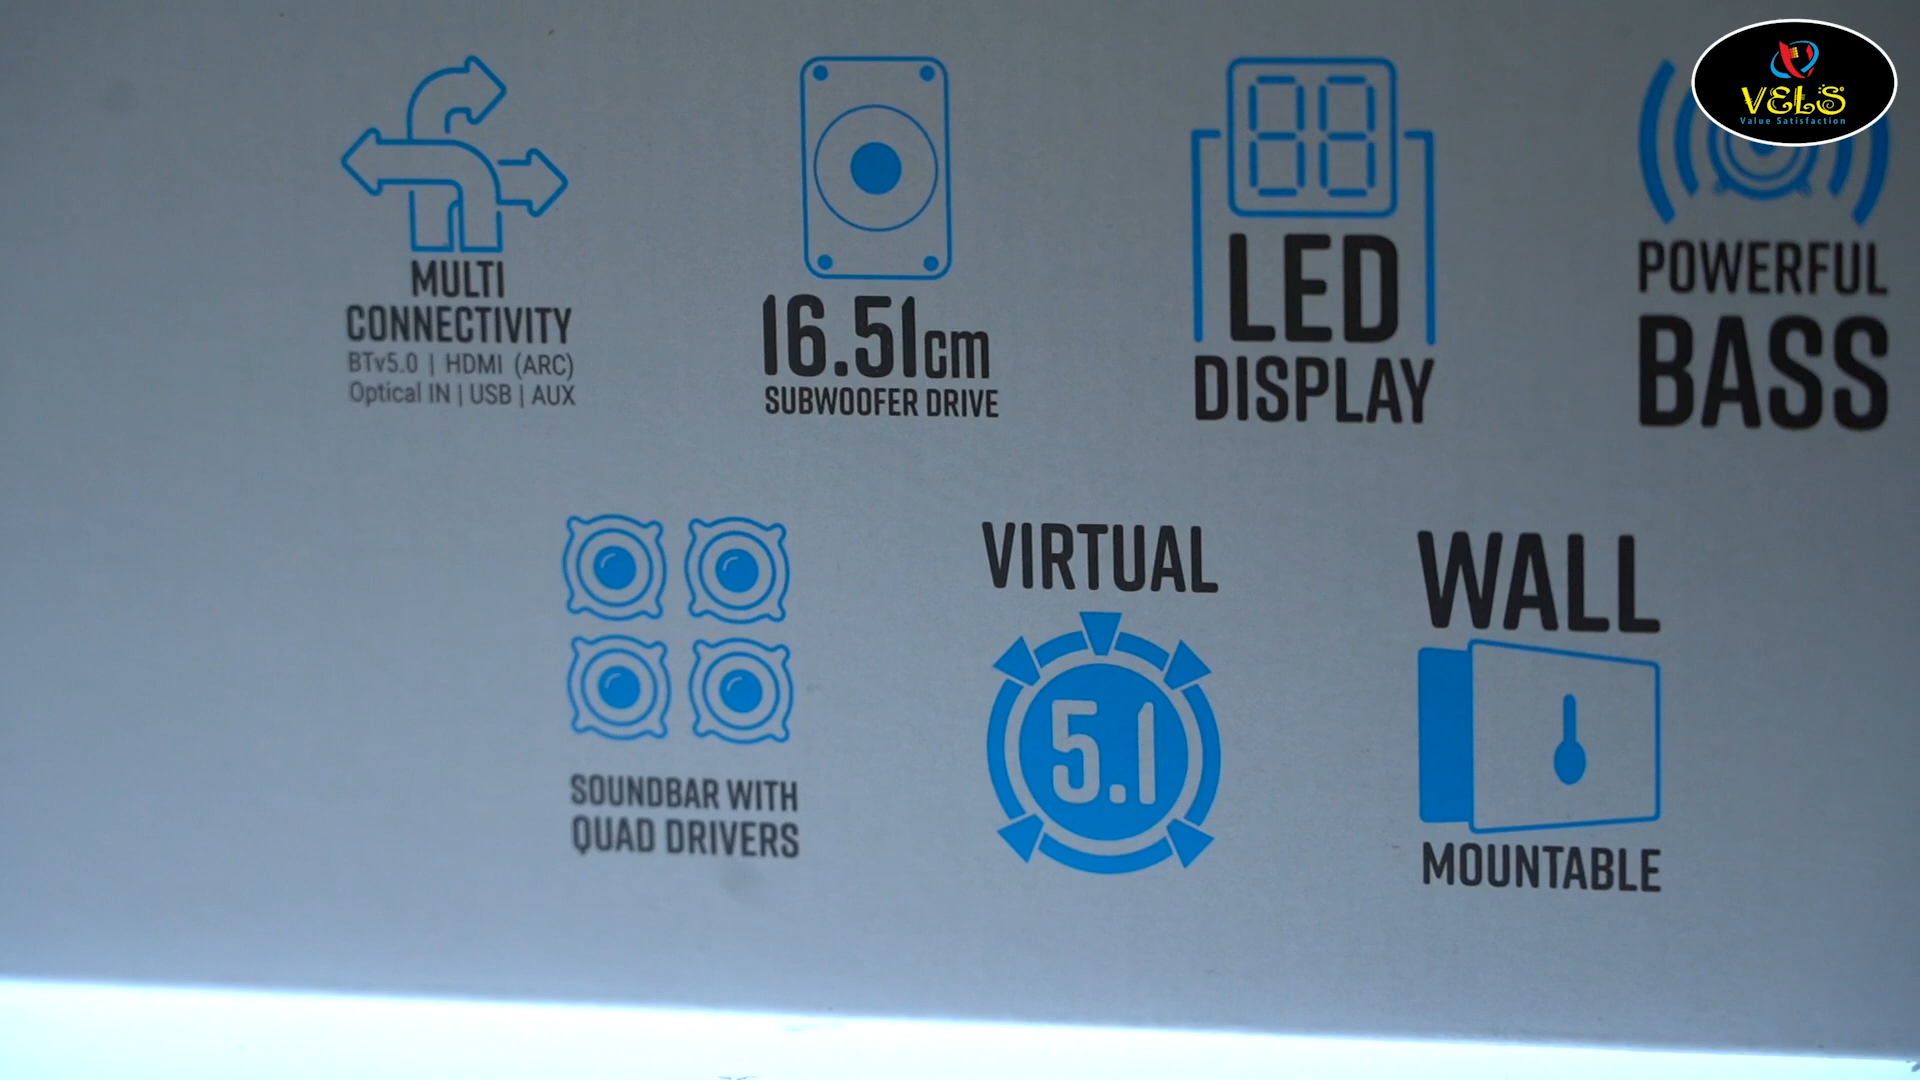 VELS
Value Satisfaction
MULTI
CONNECTIVITY
BTv5.0 | HDMI (ARC)
Optical IN | USB | AUX
16.51cm
SUBWOOFER DRIVE
88
LED
DISPLAY
POWERFUL
BASS
SOUNDBAR WITH
QUAD DRIVERS
VIRTUAL
5.1
WALL
MOUNTABLE